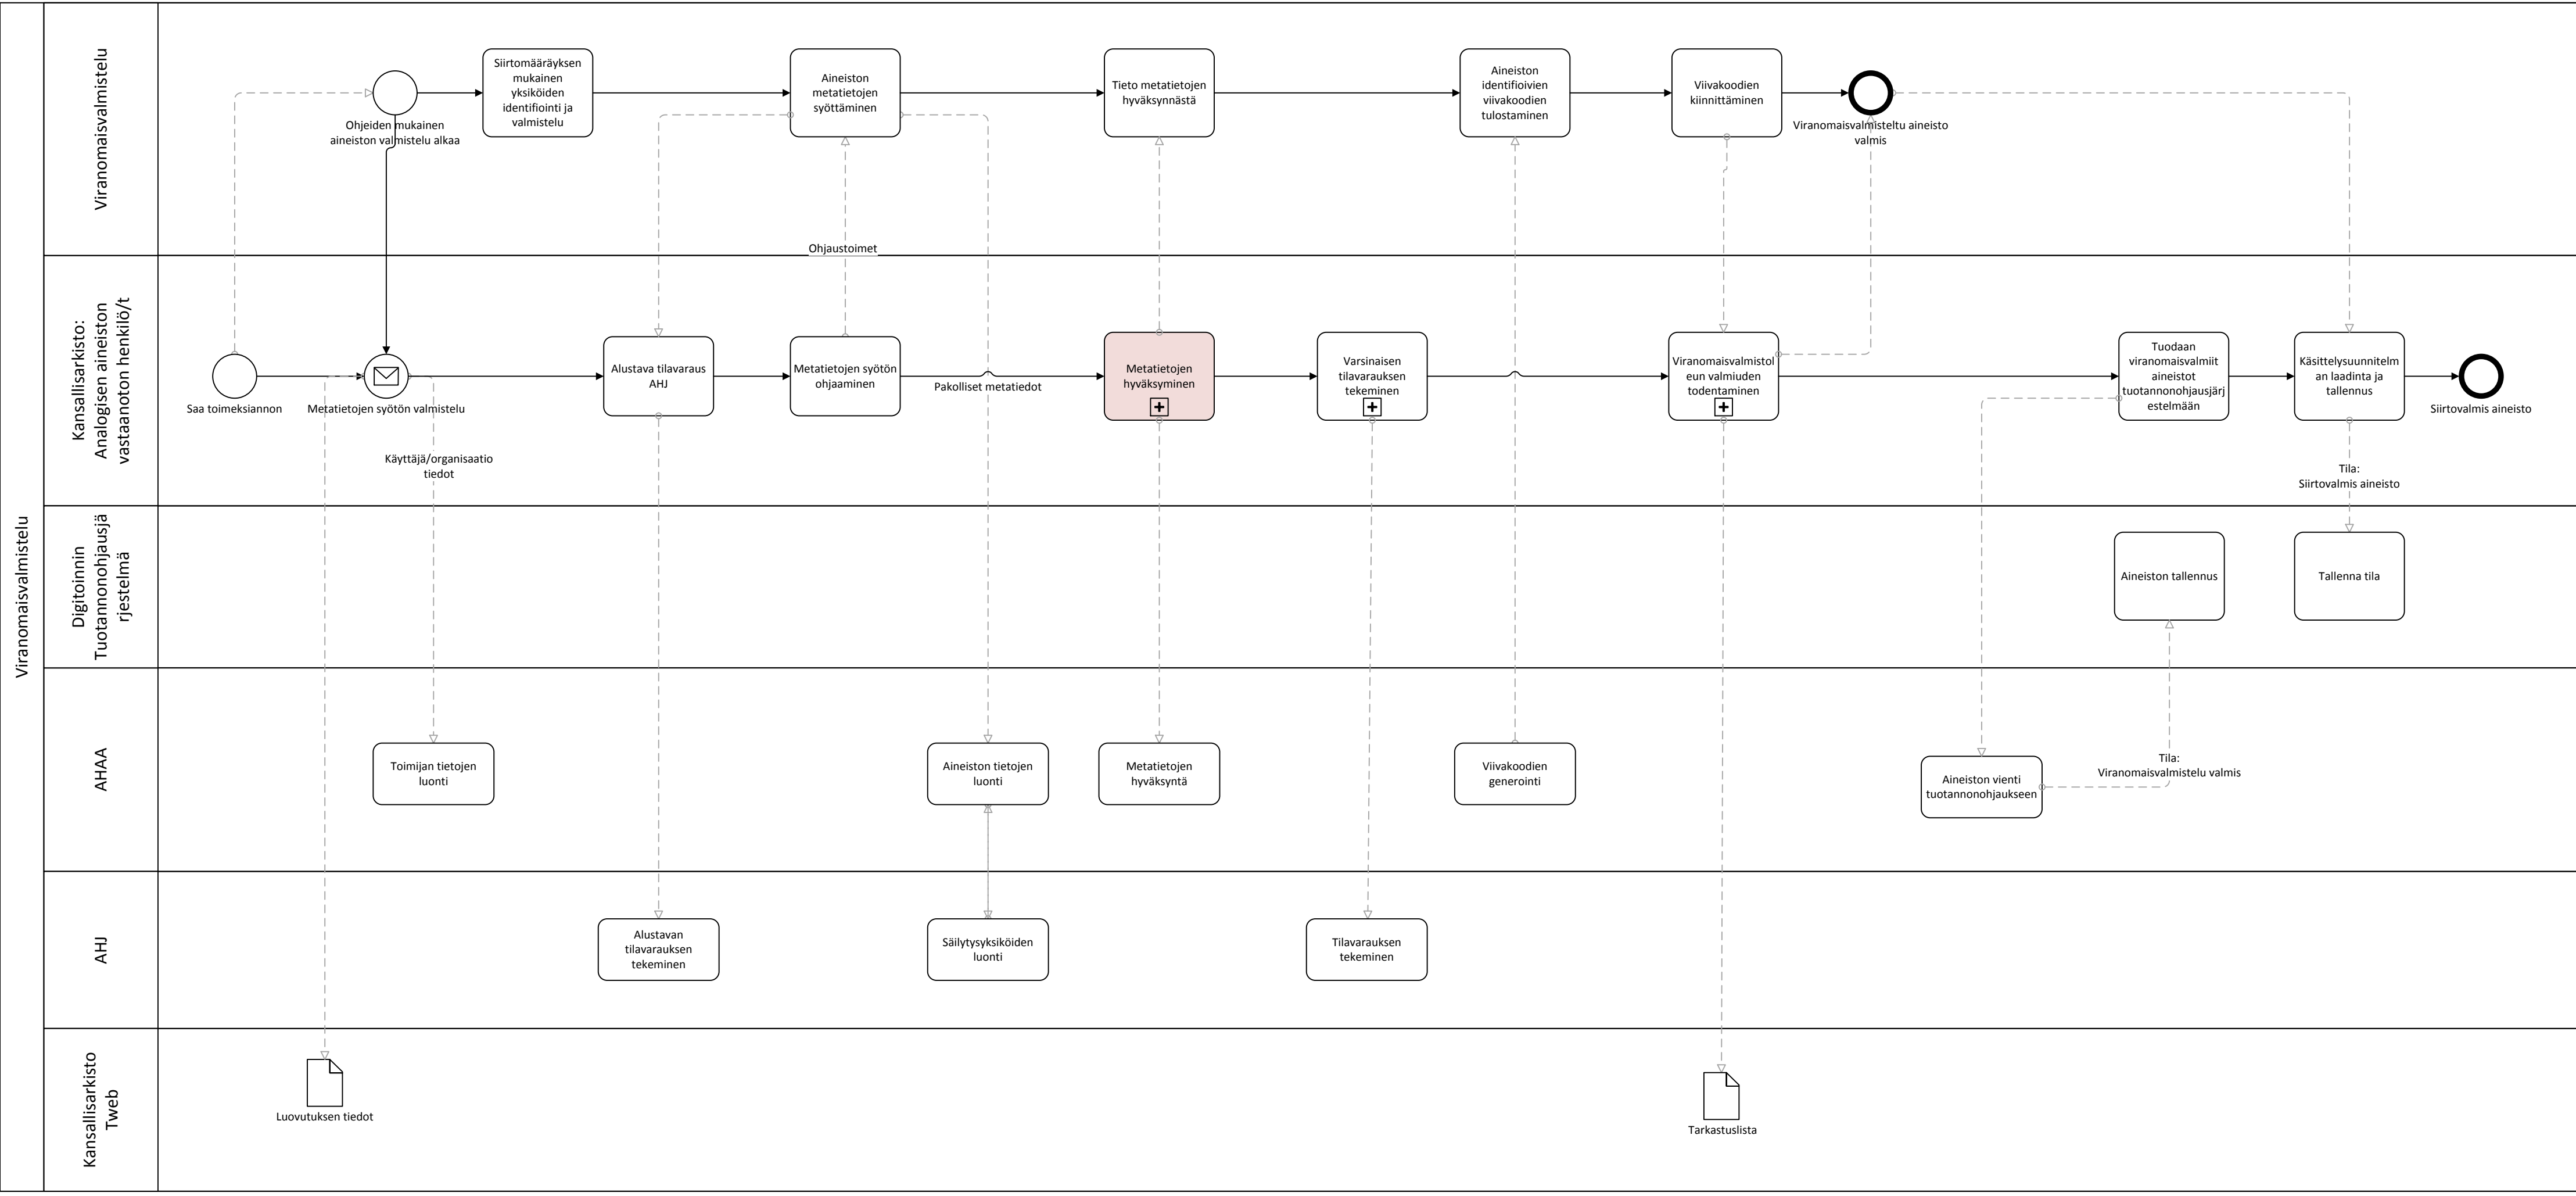 Viranomaisvalmistelu
Viranomaisvalmistelu
Siirtomääräyksen
mukainen
yksiköiden
identifiointi ja
valmistelu
Aineiston
metatietojen
syöttäminen
Tieto metatietojen
hyväksynnästä
Aineiston
identifioivien
viivakoodien
tulostaminen
Viivakoodien
kiinnittäminen
Ohjeiden mukainen
aineiston valmistelu alkaa
Viranomaisvalmisteltu aineisto
valmis
Ohjaustoimet
Kansallisarkisto:
Analogisen aineiston
vastaanoton henkilö/t
Saa toimeksiannon
Metatietojen syötön valmistelu
Alustava tilavaraus
AHJ
Metatietojen syötön
ohjaaminen
Pakolliset metatiedot
Metatietojen
hyväksyminen
Varsinaisen
tilavarauksen
tekeminen
Viranomaisvalmistol
eun valmiuden
todentaminen
Tuodaan
viranomaisvalmiit
aineistot
tuotannonohjausjärj
estelmään
Käsittelysuunnitelm
an laadinta ja
tallennus
Siirtovalmis aineisto
Käyttäjä/organisaatio
tiedot
Tila:
Siirtovalmis aineisto
Digitoinnin
Tuotannonohjausjä
rjestelmä
Aineiston tallennus
Tallenna tila
AHAA
Toimijan tietojen
luonti
Aineiston tietojen
luonti
Metatietojen
hyväksyntä
Viivakoodien
generointi
Aineiston vienti
tuotannonohjaukseen
Tila:
Viranomaisvalmistelu valmis
AHJ
Alustavan
tilavarauksen
tekeminen
Säilytysyksiköiden
luonti
Tilavarauksen
tekeminen
Kansallisarkisto
Tweb
Luovutuksen tiedot
Tarkastuslista